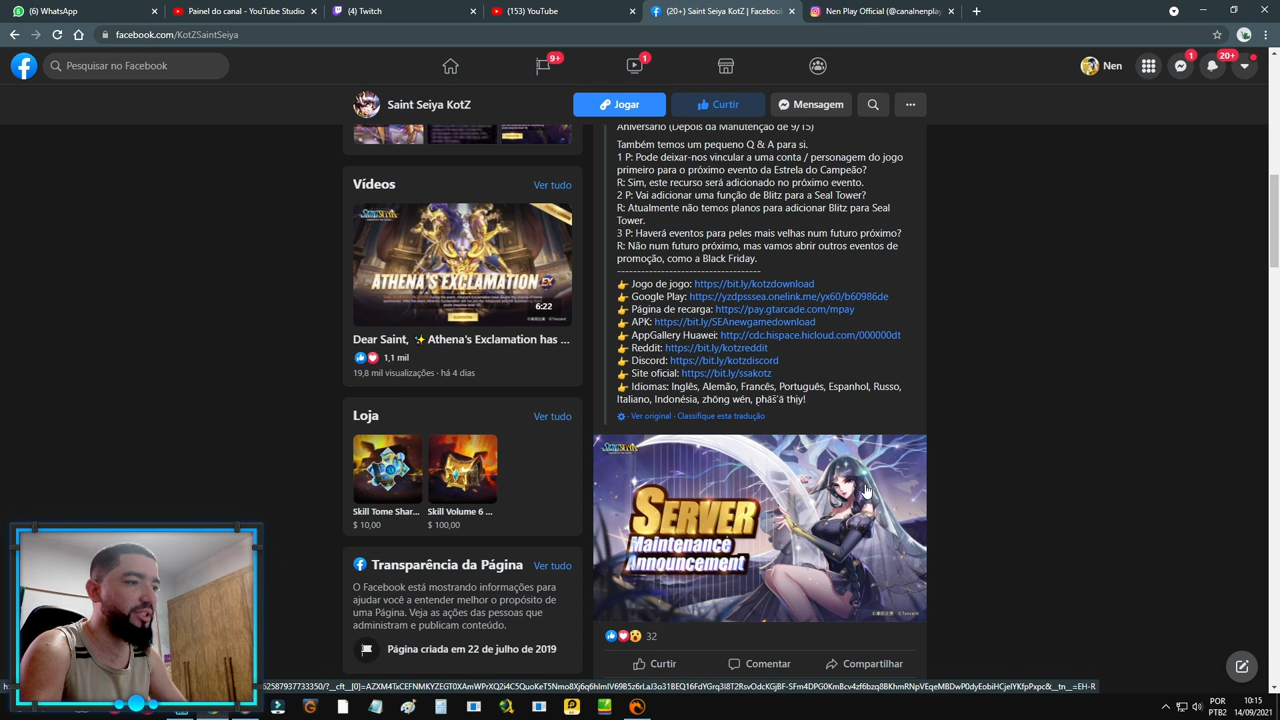 (6) WhatsApp
Painel do canal - YouTube Studio
(4) Twitch
(153) YouTube
(20+) Saint Seiya KotZ | Facebook
Nen Play Official (@canalnenplay
facebook.com/KotZSaintSeiya
Pesquisar no Facebook
9+
1
Nen
1
20+
Saint Seiya KotZ
Jogar
Curtir
Mensagem
Vídeos
Ver tudo
ATHENA'S EXCLAMATION EX
6:22
Dear Saint, ✨Athena's Exclamation has ...
1,1 mil
19,8 mil visualizações · há 4 dias
Loja
Ver tudo
Skill Tome Shar...
$ 10,00
Skill Volume 6 ...
$ 100,00
Transparência da Página
Ver tudo
O Facebook está mostrando informações para
ajudar você a entender melhor o propósito de
uma Página. Veja as ações das pessoas que
administram e publicam conteúdo.
Página criada em 22 de julho de 2019
Aniversário (Depois da Manutenção de 9/15)
Também temos um pequeno Q & A para si.
1 P: Pode deixar-nos vincular a uma conta / personagem do jogo
primeiro para o próximo evento da Estrela do Campeão?
R: Sim, este recurso será adicionado no próximo evento.
2 P: Vai adicionar uma função de Blitz para a Seal Tower?
R: Atualmente não temos planos para adicionar Blitz para Seal
Tower.
3 P: Haverá eventos para peles mais velhas num futuro próximo?
R: Não num futuro próximo, mas vamos abrir outros eventos de
promoção, como a Black Friday.
------------------------------------
👉 Jogo de jogo: https://bit.ly/kotzdownload
👉 Google Play: https://yzdpsssea.onelink.me/yx60/b60986de
👉 Página de recarga: https://pay.gtarcade.com/mpay
👉 APK: https://bit.ly/SEAnewgamedownload
👉 AppGallery Huawei: http://cdc.hispace.hicloud.com/000000dt
👉 Reddit: https://bit.ly/kotzreddit
👉 Discord: https://bit.ly/kotzdiscord
👉 Site oficial: https://bit.ly/ssakotz
👉 Idiomas: Inglês, Alemão, Francês, Português, Espanhol, Russo,
Italiano, Indonésia, zhōng wén, phās̄ʹā thịy!
· Ver original · Classifique esta tradução
SERVER
Maintenance
Announcement
©Tencent
32
Curtir
Comentar
Compartilhar
POR
PTB2
10:15
14/09/2021